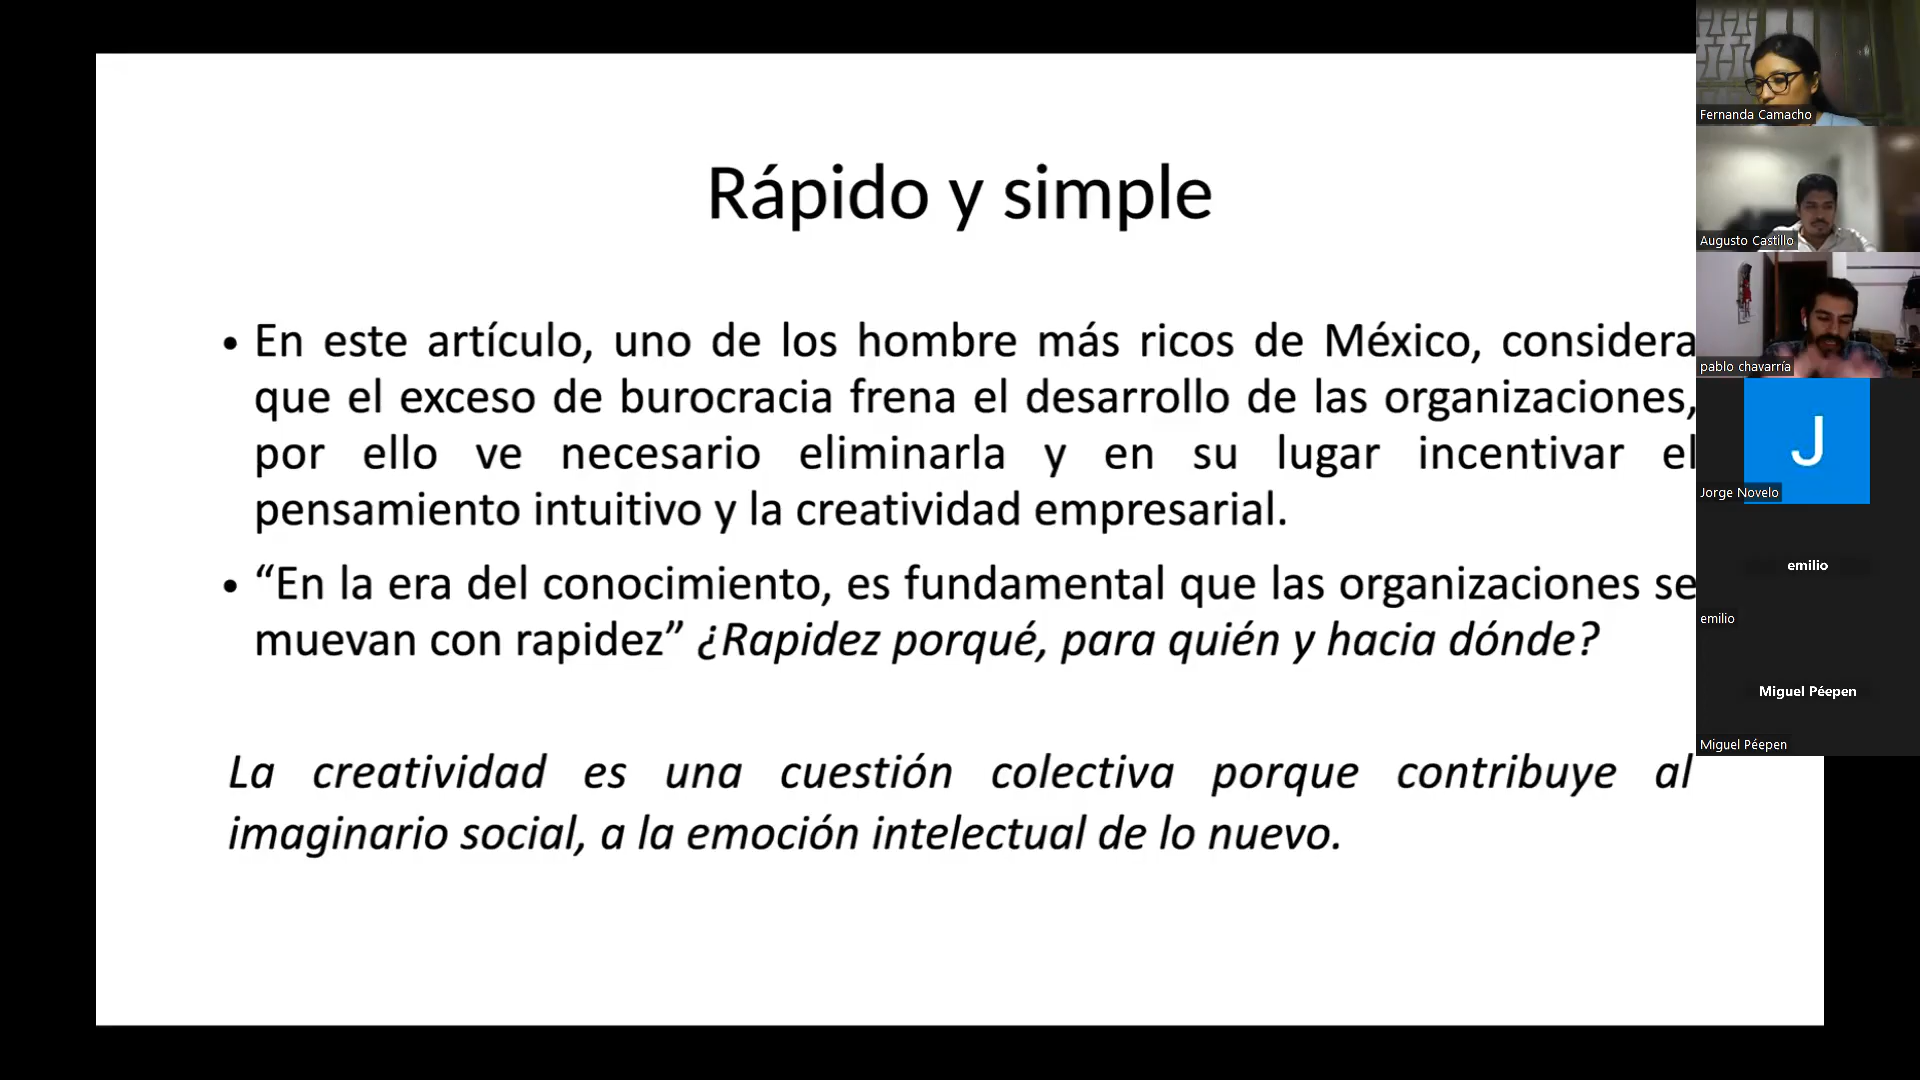 Rápido y simple
• En este artículo, uno de los hombre más ricos de México, considera
que el exceso de burocracia frena el desarrollo de las organizaciones,
por ello ve necesario eliminarla y en su lugar incentivar el
pensamiento intuitivo y la creatividad empresarial.
• “En la era del conocimiento, es fundamental que las organizaciones se
muevan con rapidez” ¿Rapidez porqué, para quién y hacia dónde?
La creatividad es una cuestión colectiva porque contribuye al
imaginario social, a la emoción intelectual de lo nuevo.
Fernanda Camacho
Augusto Castillo
pablo chavarría
J
Jorge Novelo
emilio
emilio
Miguel Péepen
Miguel Péepen